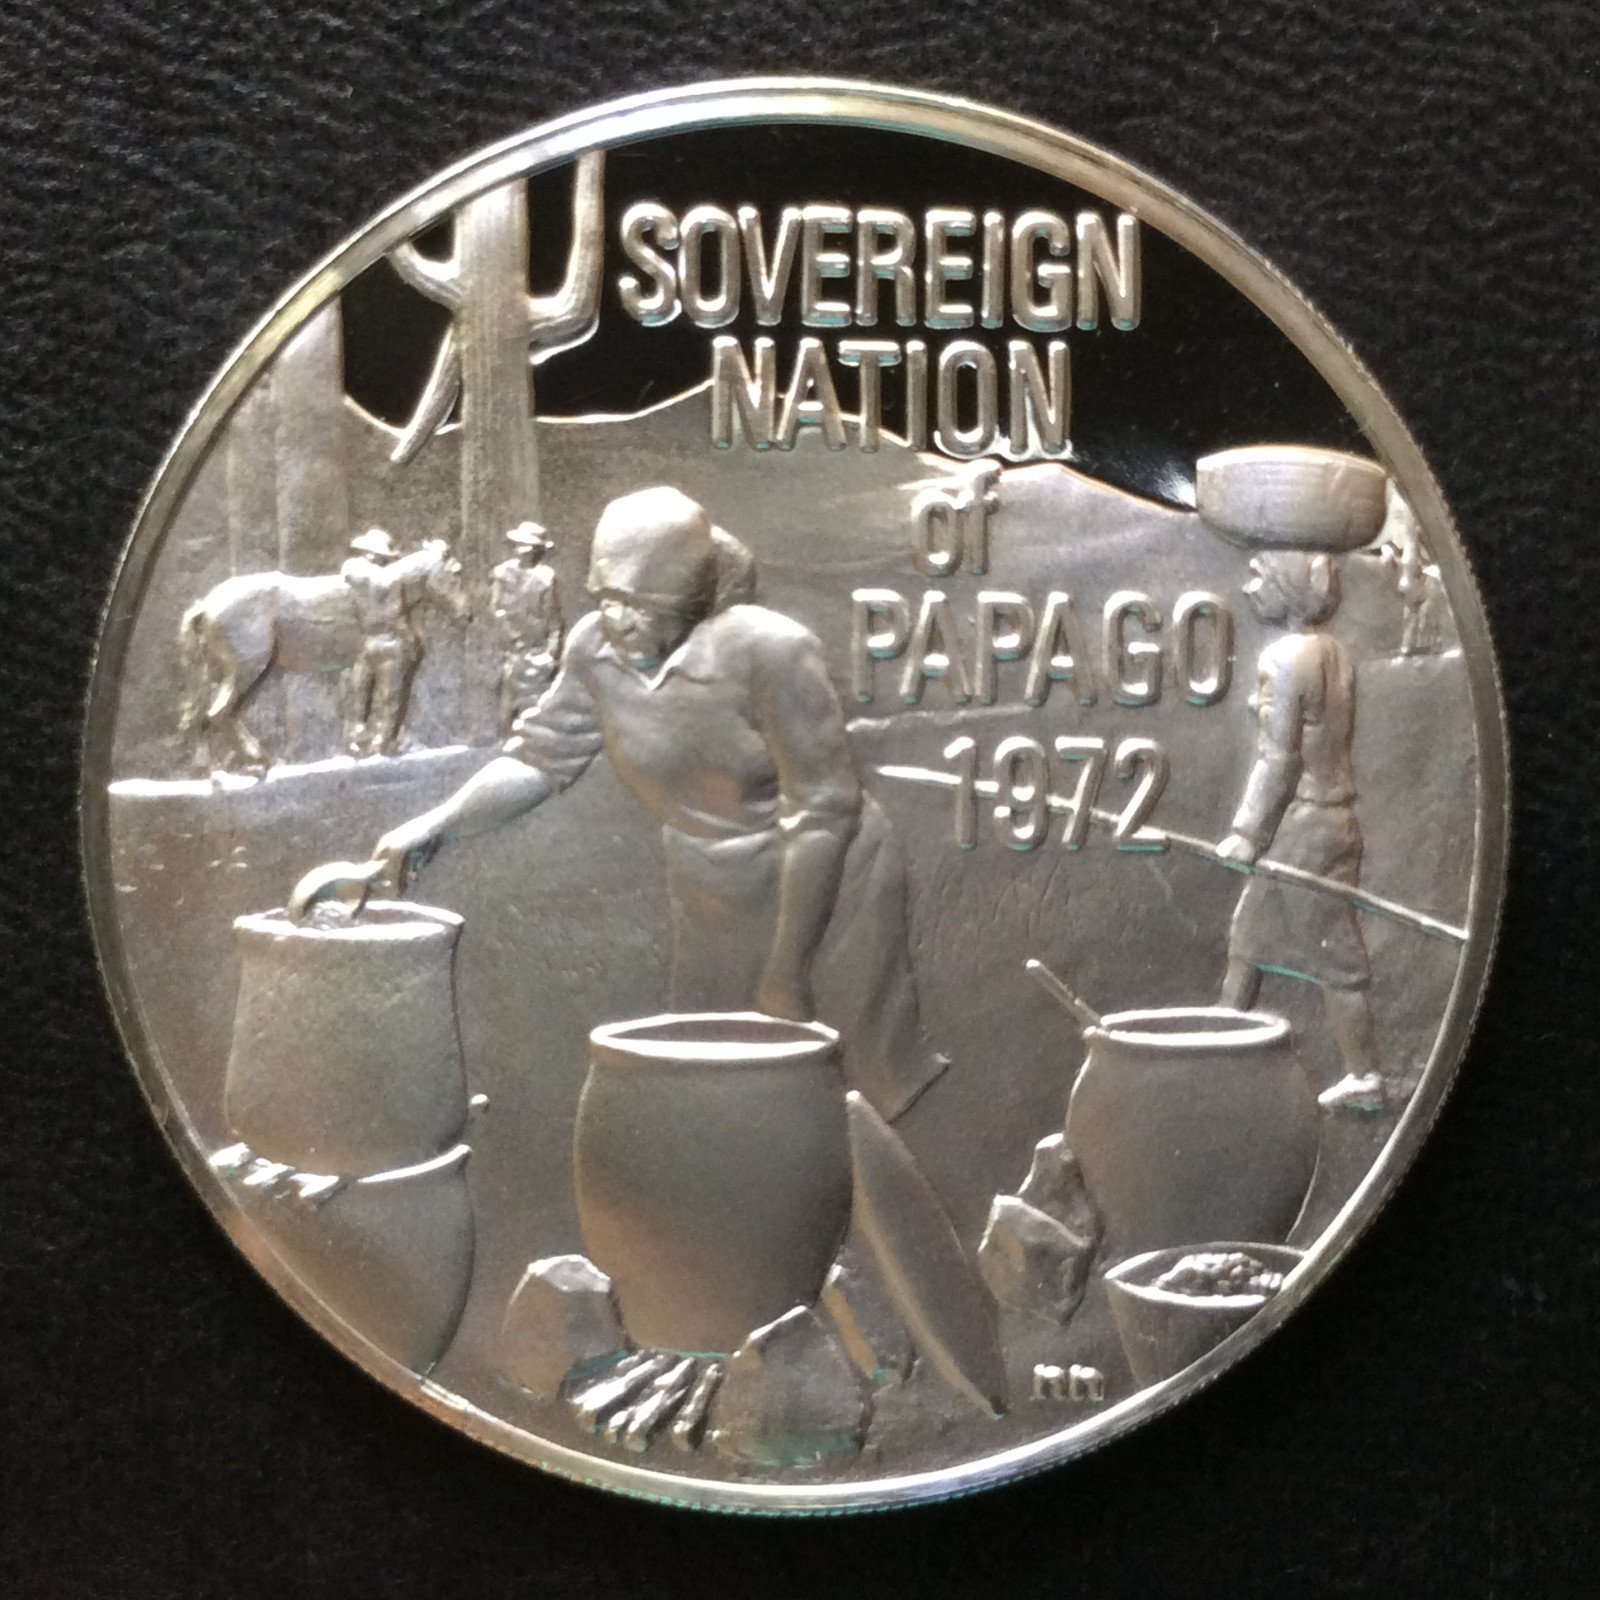 SOVEREIGN
NATION
of
PAPAGO
1972